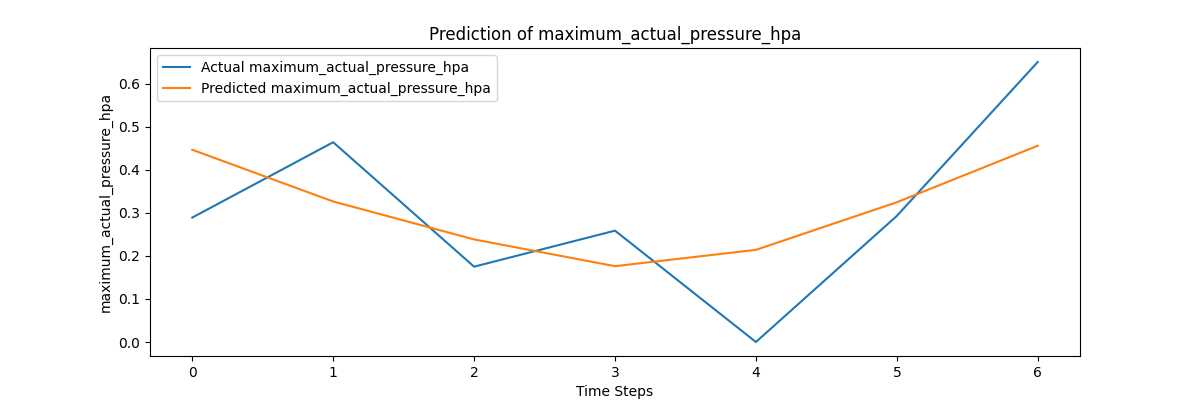 Prediction of maximum_actual_pressure_hpa
Actual maximum_actual_pressure_hpa
Predicted maximum_actual_pressure_hpa
maximum_actual_pressure_hpa
0.6
0.5
0.4
0.3
0.2
0.1
0.0
0 1 2 3 4 5 6
Time Steps